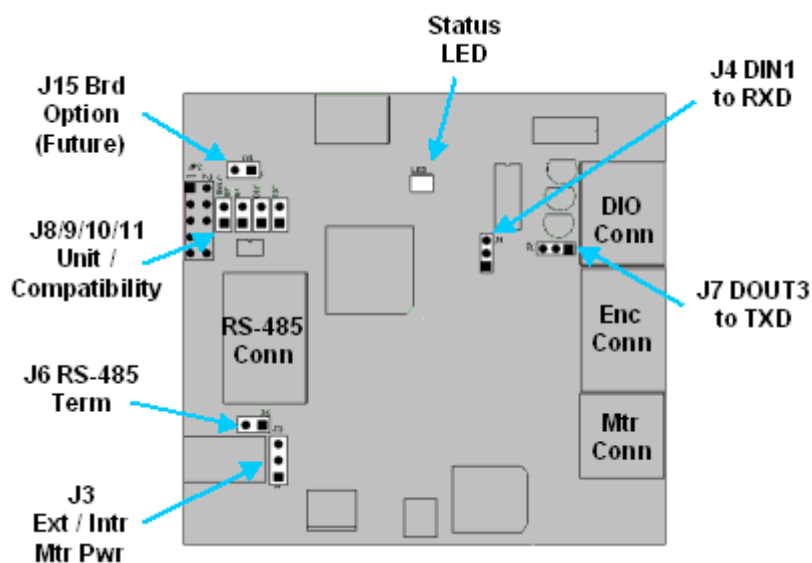 Status
LED
J15 Brd
Option
(Future)
J4 DIN1
to RXD
LED
DIO
Conn
J8/9/10/11
Unit /
Compatibility
J7 DOUT3
to TXD
RS-485
Conn
Enc
Conn
J6 RS-485
Term
Mtr
Conn
J3
Ext / Intr
Mtr Pwr